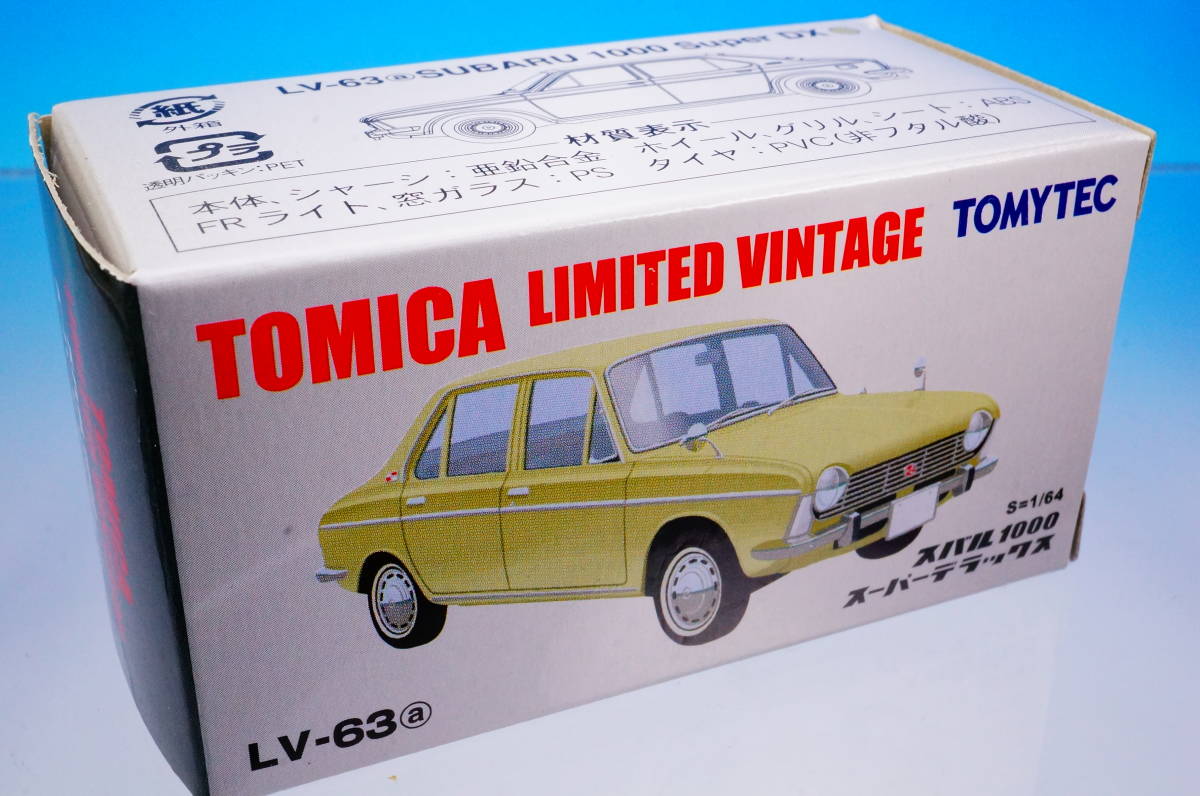 LV-63ⓐ SUBARU 1000 Super DX
紙
外箱
プラ
透明パッキン:PET
材質表示
本体、シャーシ:亜鉛合金 ホイール、グリル、シート:ABS
FRライト、窓ガラス:PS タイヤ:PVC(非フタル酸)
TOMICA LIMITED VINTAGE TOMYTEC
S=1/64
スバル1000
スーパーデラックス
LV-63ⓐ